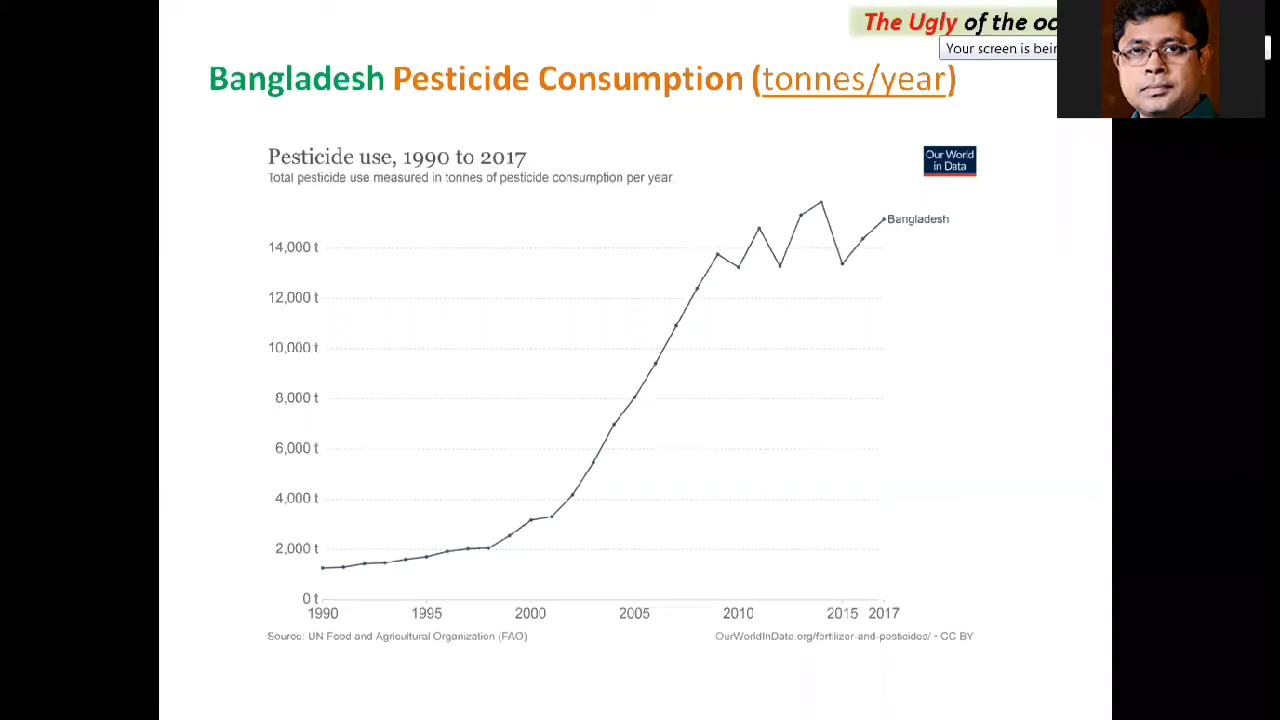 The Ugly of the oc
Your screen is bein
Bangladesh Pesticide Consumption (tonnes/year)
Pesticide use, 1990 to 2017
Total pesticide use measured in tonnes of pesticide consumption per year.
Our World
in Data
Bangladesh
14,000 t
12,000 t
10,000 t
8,000 t
6,000 t
4,000 t
2,000 t
0 t
1990 1995 2000 2005 2010 2015 2017
Source: UN Food and Agricultural Organization (FAO)
OurWorldInData.org/fertilizer-and-pesticides/ • CC BY